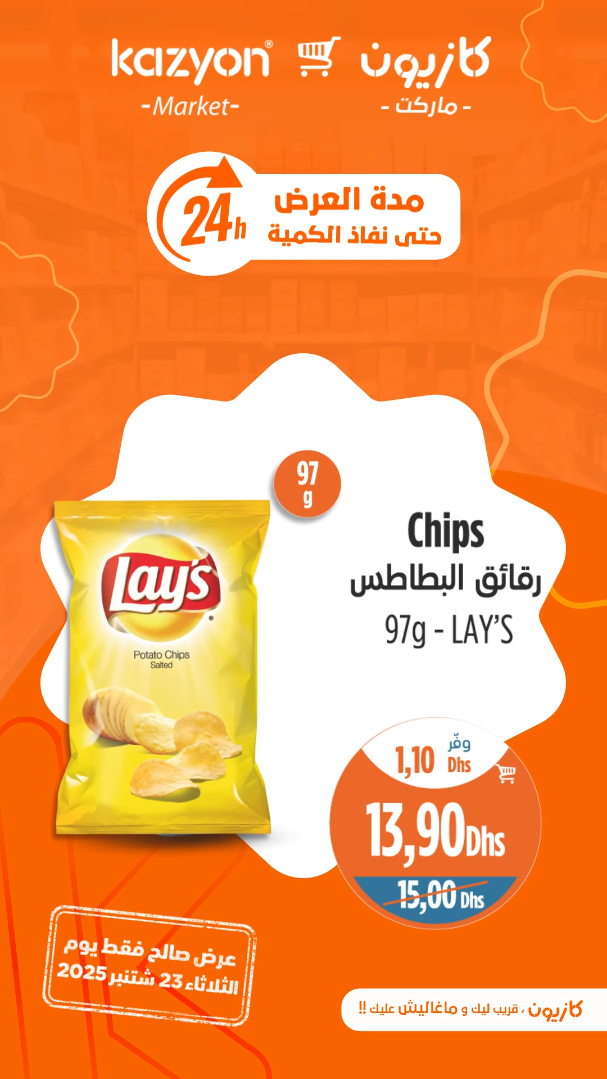 kazyon® كازيون
-Market- - ماركت -
24h
مدة العرض
حتى نفاذ الكمية
97
g
Lay's
Potato Chips
Salted
Chips
رقائق البطاطس
97g - LAY'S
وفّر
1,10 Dhs
13,90Dhs
15,00 Dhs
عرض صالح فقط يوم
الثلاثاء 23 شتنبر 2025
كازيون ، قريب ليك و ماغاليش عليك !!